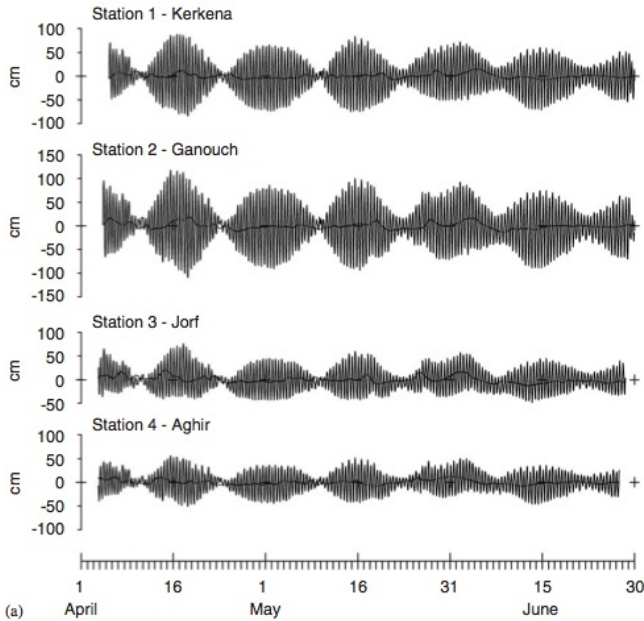 Station 1 - Kerkena
100
50
0
-50
-100
cm
Station 2 - Ganouch
150
100
50
0
-50
-100
-150
cm
Station 3 - Jorf
100
50
0
-50
cm
Station 4 - Aghir
100
50
0
-50
-100
cm
1 16 1 16 31 15 30
April May June
(a)